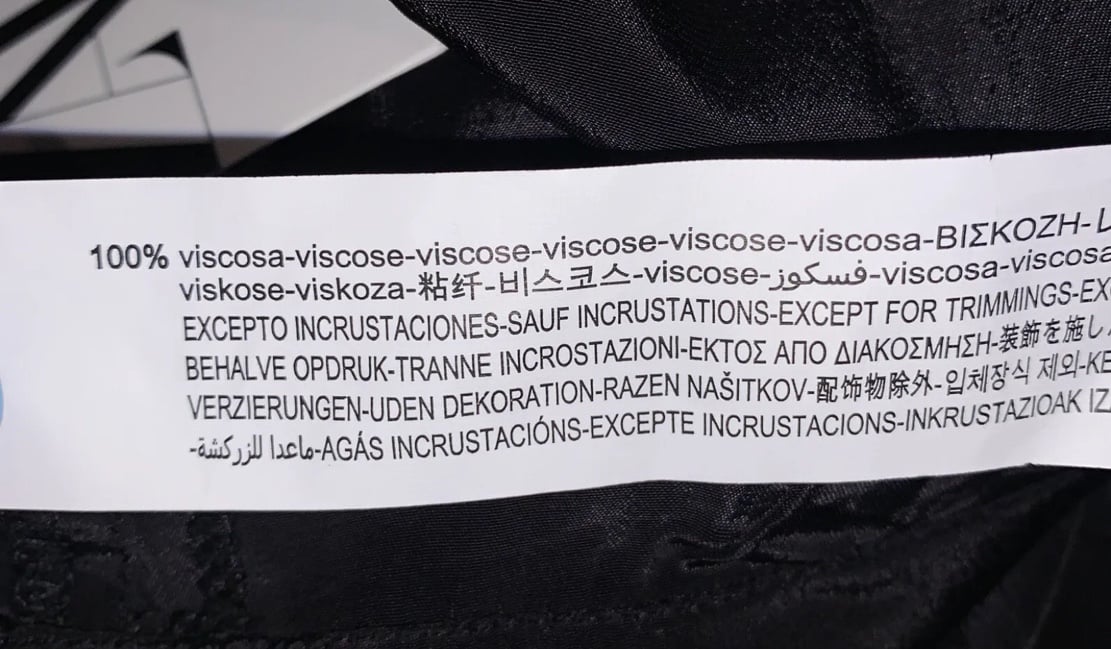 100% viscosa-viscose-viscose-viscose-viscose-viscosa-ΒΙΣΚΟΖΗ-
viskose-viskoza-粘纤-비스코스-viscose-فسكوز-viscosa-viscosa
EXCEPTO INCRUSTACIONES-SAUF INCRUSTATIONS-EXCEPT FOR TRIMMINGS-
BEHALVE OPDRUK-TRANNE INCROSTAZIONI-ΕΚΤΟΣ ΑΠΟ ΔΙΑΚΟΣΜΗΣΗ-装飾を施し
VERZIERUNGEN-UDEN DEKORATION-RAZEN NAŠITKOV-配饰物除外-입체장식 제외-KE
-ماعدا للزركشة-AGÁS INCRUSTACIÓNS-EXCEPTE INCRUSTACIONS-INKRUSTAZIOAK IZ